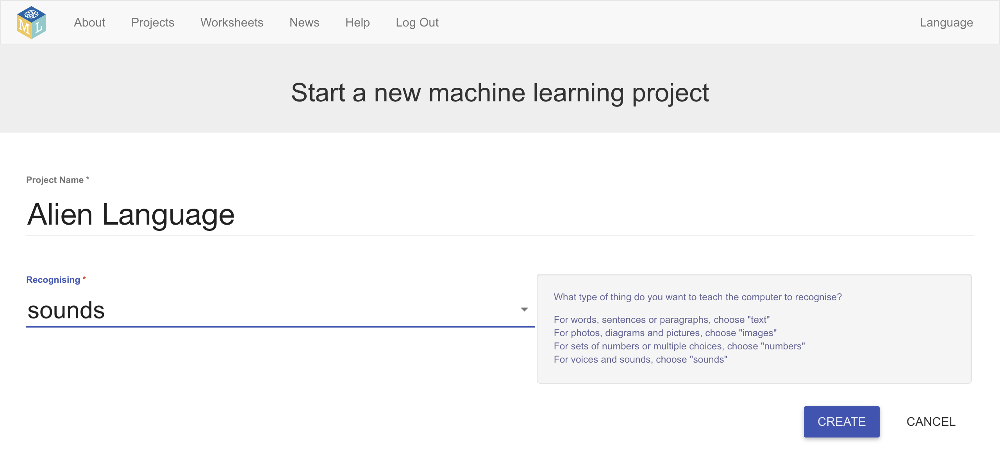 M L
About Projects Worksheets News Help Log Out Language
Start a new machine learning project
Project Name *
Alien Language
Recognising *
sounds
What type of thing do you want to teach the computer to recognise?
For words, sentences or paragraphs, choose "text"
For photos, diagrams and pictures, choose "images"
For sets of numbers or multiple choices, choose "numbers"
For voices and sounds, choose "sounds"
CREATE CANCEL